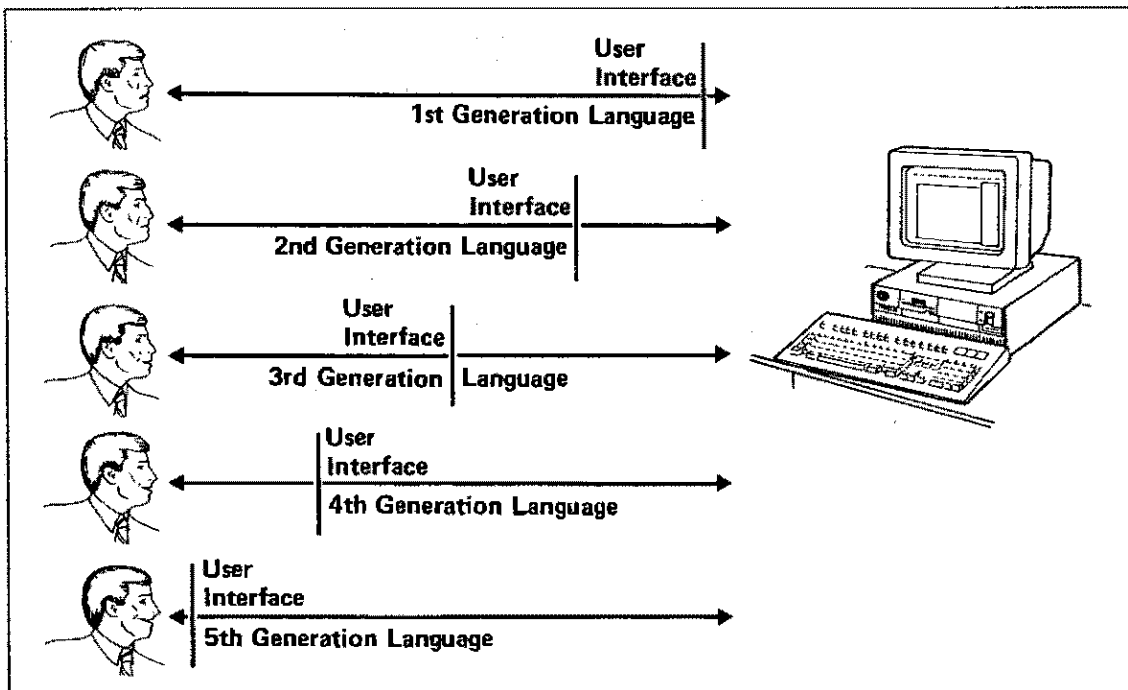 User
Interface
1st Generation Language
User
Interface
2nd Generation Language
User
Interface
3rd Generation Language
User
Interface
4th Generation Language
User
Interface
5th Generation Language